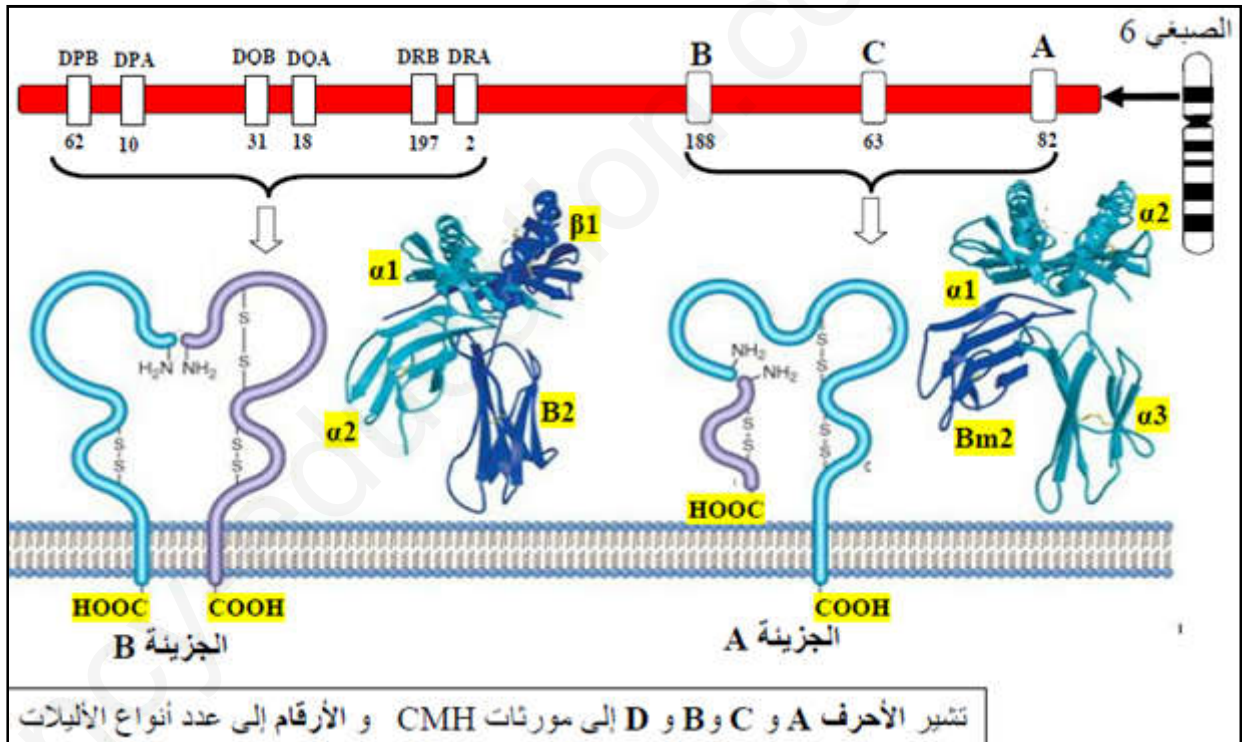 الصبغي 6
DPB DPA DQB DQA DRB DRA B C A
62 10 31 18 197 2 188 63 82
α1 β1 α2 B2
α1 α2 Bm2 α3
H₂N NH₂
S
S
S
S
S
S
NH₂
NH₂
S
S
S
S
S
S
HOOC
HOOC COOH
COOH
الجزيئة B
الجزيئة A
تشير الأحرف A و C و B و D إلى مورثات CMH و الأرقام إلى عدد أنواع الأليلات